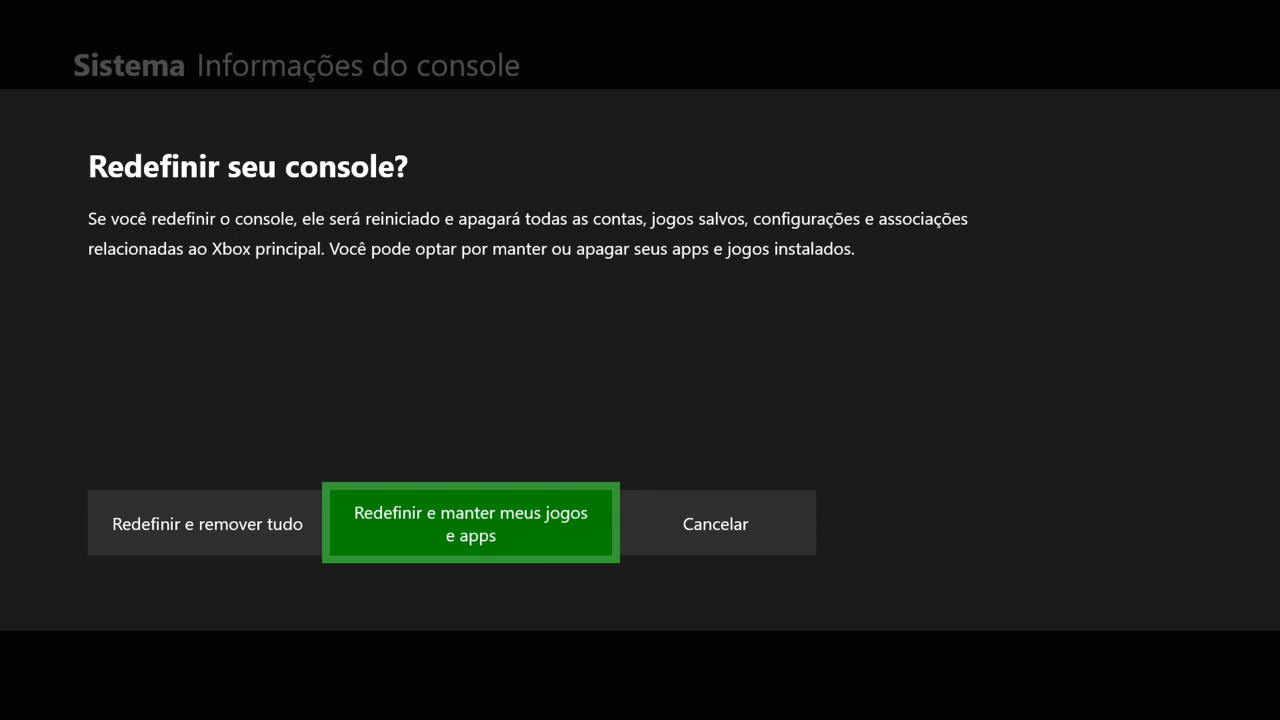 Sistema Informações do console
Redefinir seu console?
Se você redefinir o console, ele será reiniciado e apagará todas as contas, jogos salvos, configurações e associações
relacionadas ao Xbox principal. Você pode optar por manter ou apagar seus apps e jogos instalados.
Redefinir e remover tudo
Redefinir e manter meus jogos
e apps
Cancelar